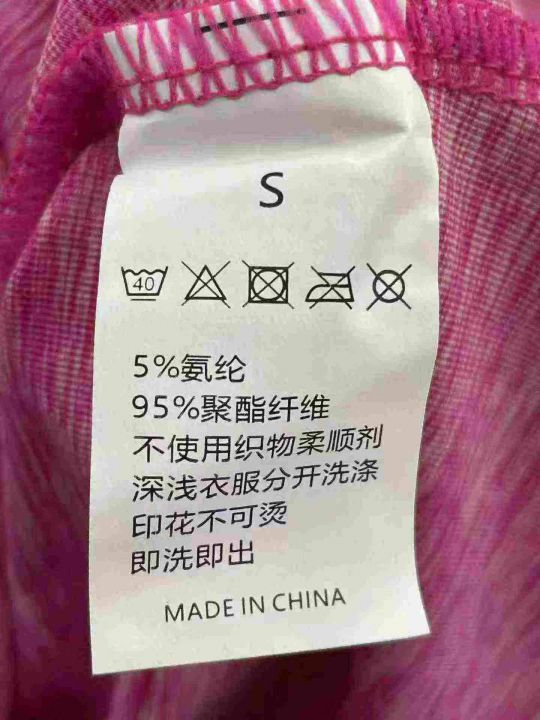 S
40
5%氨纶
95%聚酯纤维
不使用织物柔顺剂
深浅衣服分开洗涤
印花不可烫
即洗即出
MADE IN CHINA